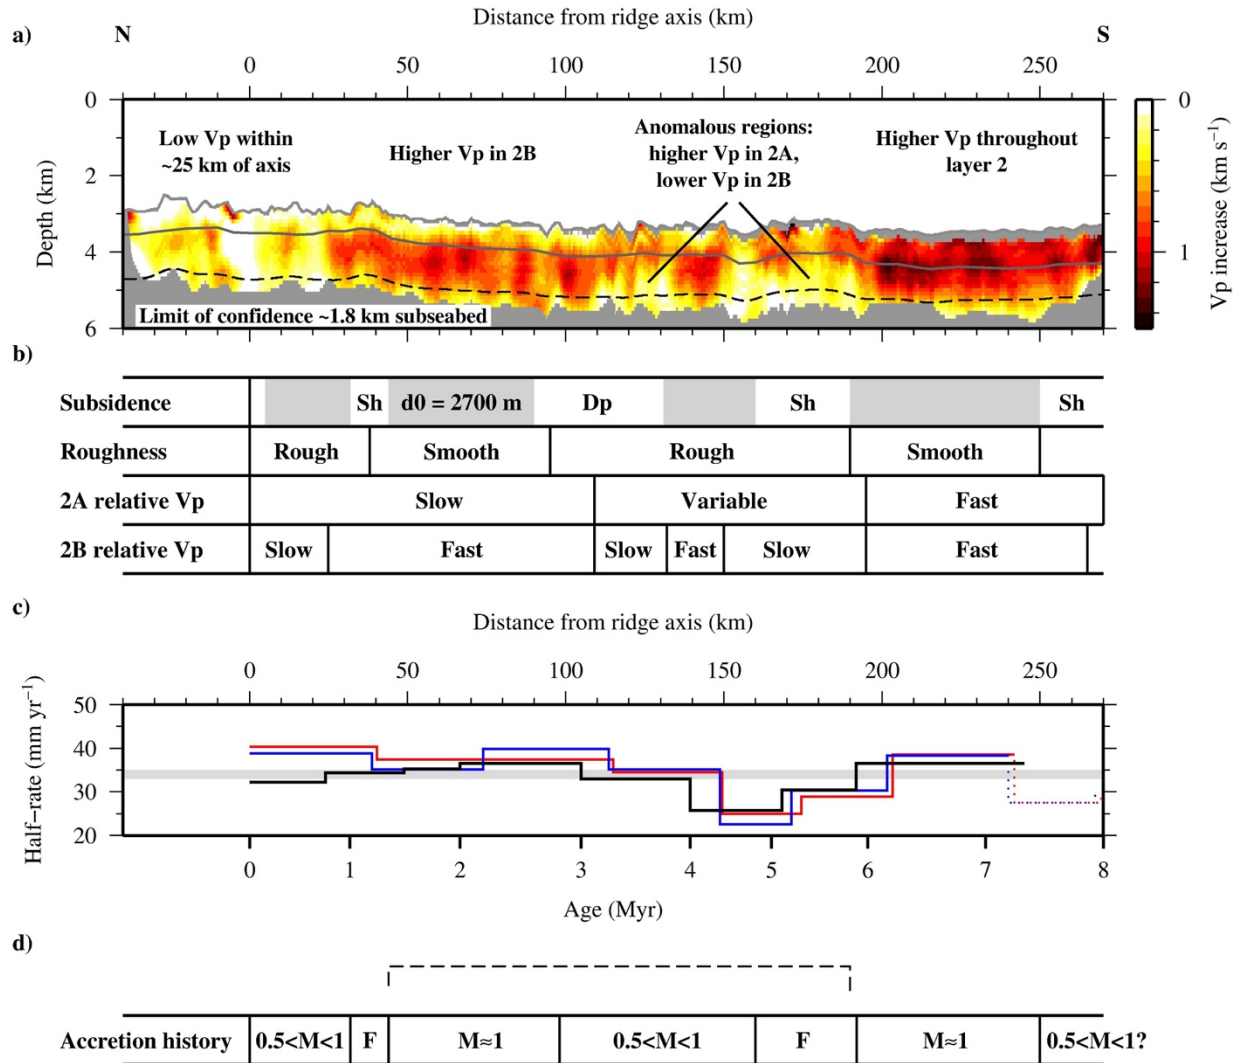 Distance from ridge axis (km)
a)
N
S
0 50 100 150 200 250
0
2
4
6
Depth (km)
Low Vp within
~25 km of axis
Higher Vp in 2B
Anomalous regions:
higher Vp in 2A,
lower Vp in 2B
Higher Vp throughout
layer 2
Limit of confidence ~1.8 km subseabed
0
1
Vp increase (km s⁻¹)
b)
Subsidence Sh d0 = 2700 m Dp Sh Sh
Roughness Rough Smooth Rough Smooth
2A relative Vp Slow Variable Fast
2B relative Vp Slow Fast Slow Fast Slow Fast
c)
Distance from ridge axis (km)
0 50 100 150 200 250
50
40
30
20
Half−rate (mm yr⁻¹)
0 1 2 3 4 5 6 7 8
Age (Myr)
d)
Accretion history 0.5<M<1 F M≈1 0.5<M<1 F M≈1 0.5<M<1?